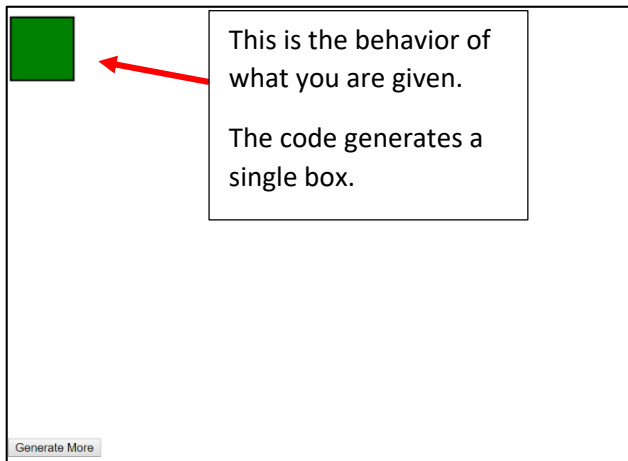 This is the behavior of
what you are given.
The code generates a
single box.
Generate More